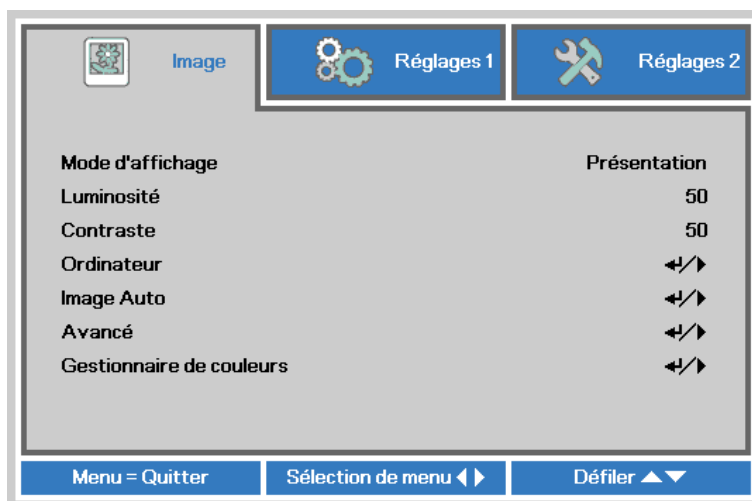 Image
Réglages 1
Réglages 2
Mode d'affichage Présentation
Luminosité 50
Contraste 50
Ordinateur ↵/▶
Image Auto ↵/▶
Avancé ↵/▶
Gestionnaire de couleurs ↵/▶
Menu = Quitter
Sélection de menu ◀ ▶
Défiler ▲▼